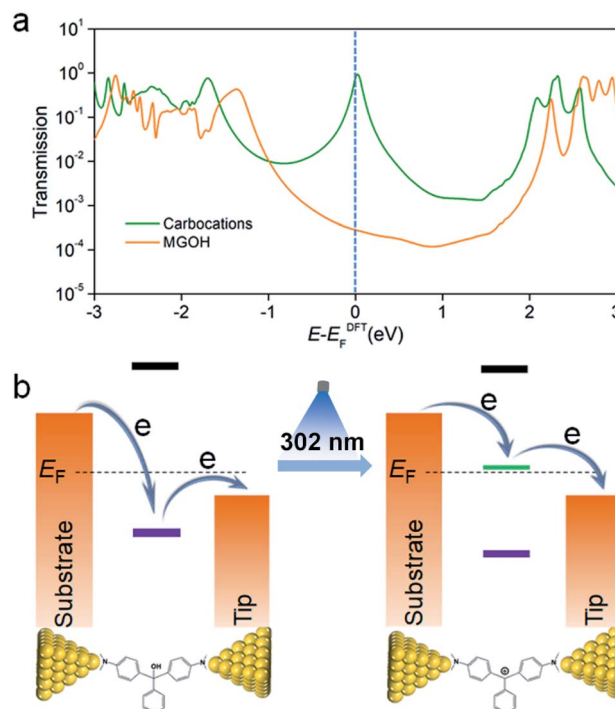 a
10¹
10⁰
10⁻¹
10⁻²
10⁻³
10⁻⁴
10⁻⁵
Transmission
Carbocations
MGOH
-3 -2 -1 0 1 2 3
E-E_F^DFT(eV)
b
e
e
E_F
Substrate
Tip
OH
N
N
302 nm
e
e
E_F
Substrate
Tip
N
N
⊕